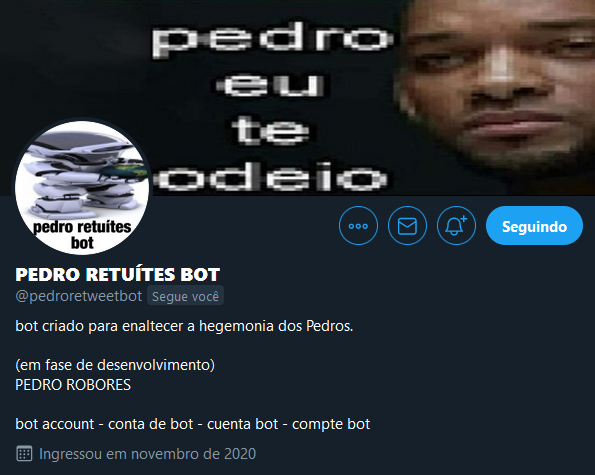 pedro
eu
te
odeio
pedro retuítes
bot
Seguindo
PEDRO RETUÍTES BOT
@pedroretweetbot Segue você
bot criado para enaltecer a hegemonia dos Pedros.
(em fase de desenvolvimento)
PEDRO ROBORES
bot account - conta de bot - cuenta bot - compte bot
Ingressou em novembro de 2020